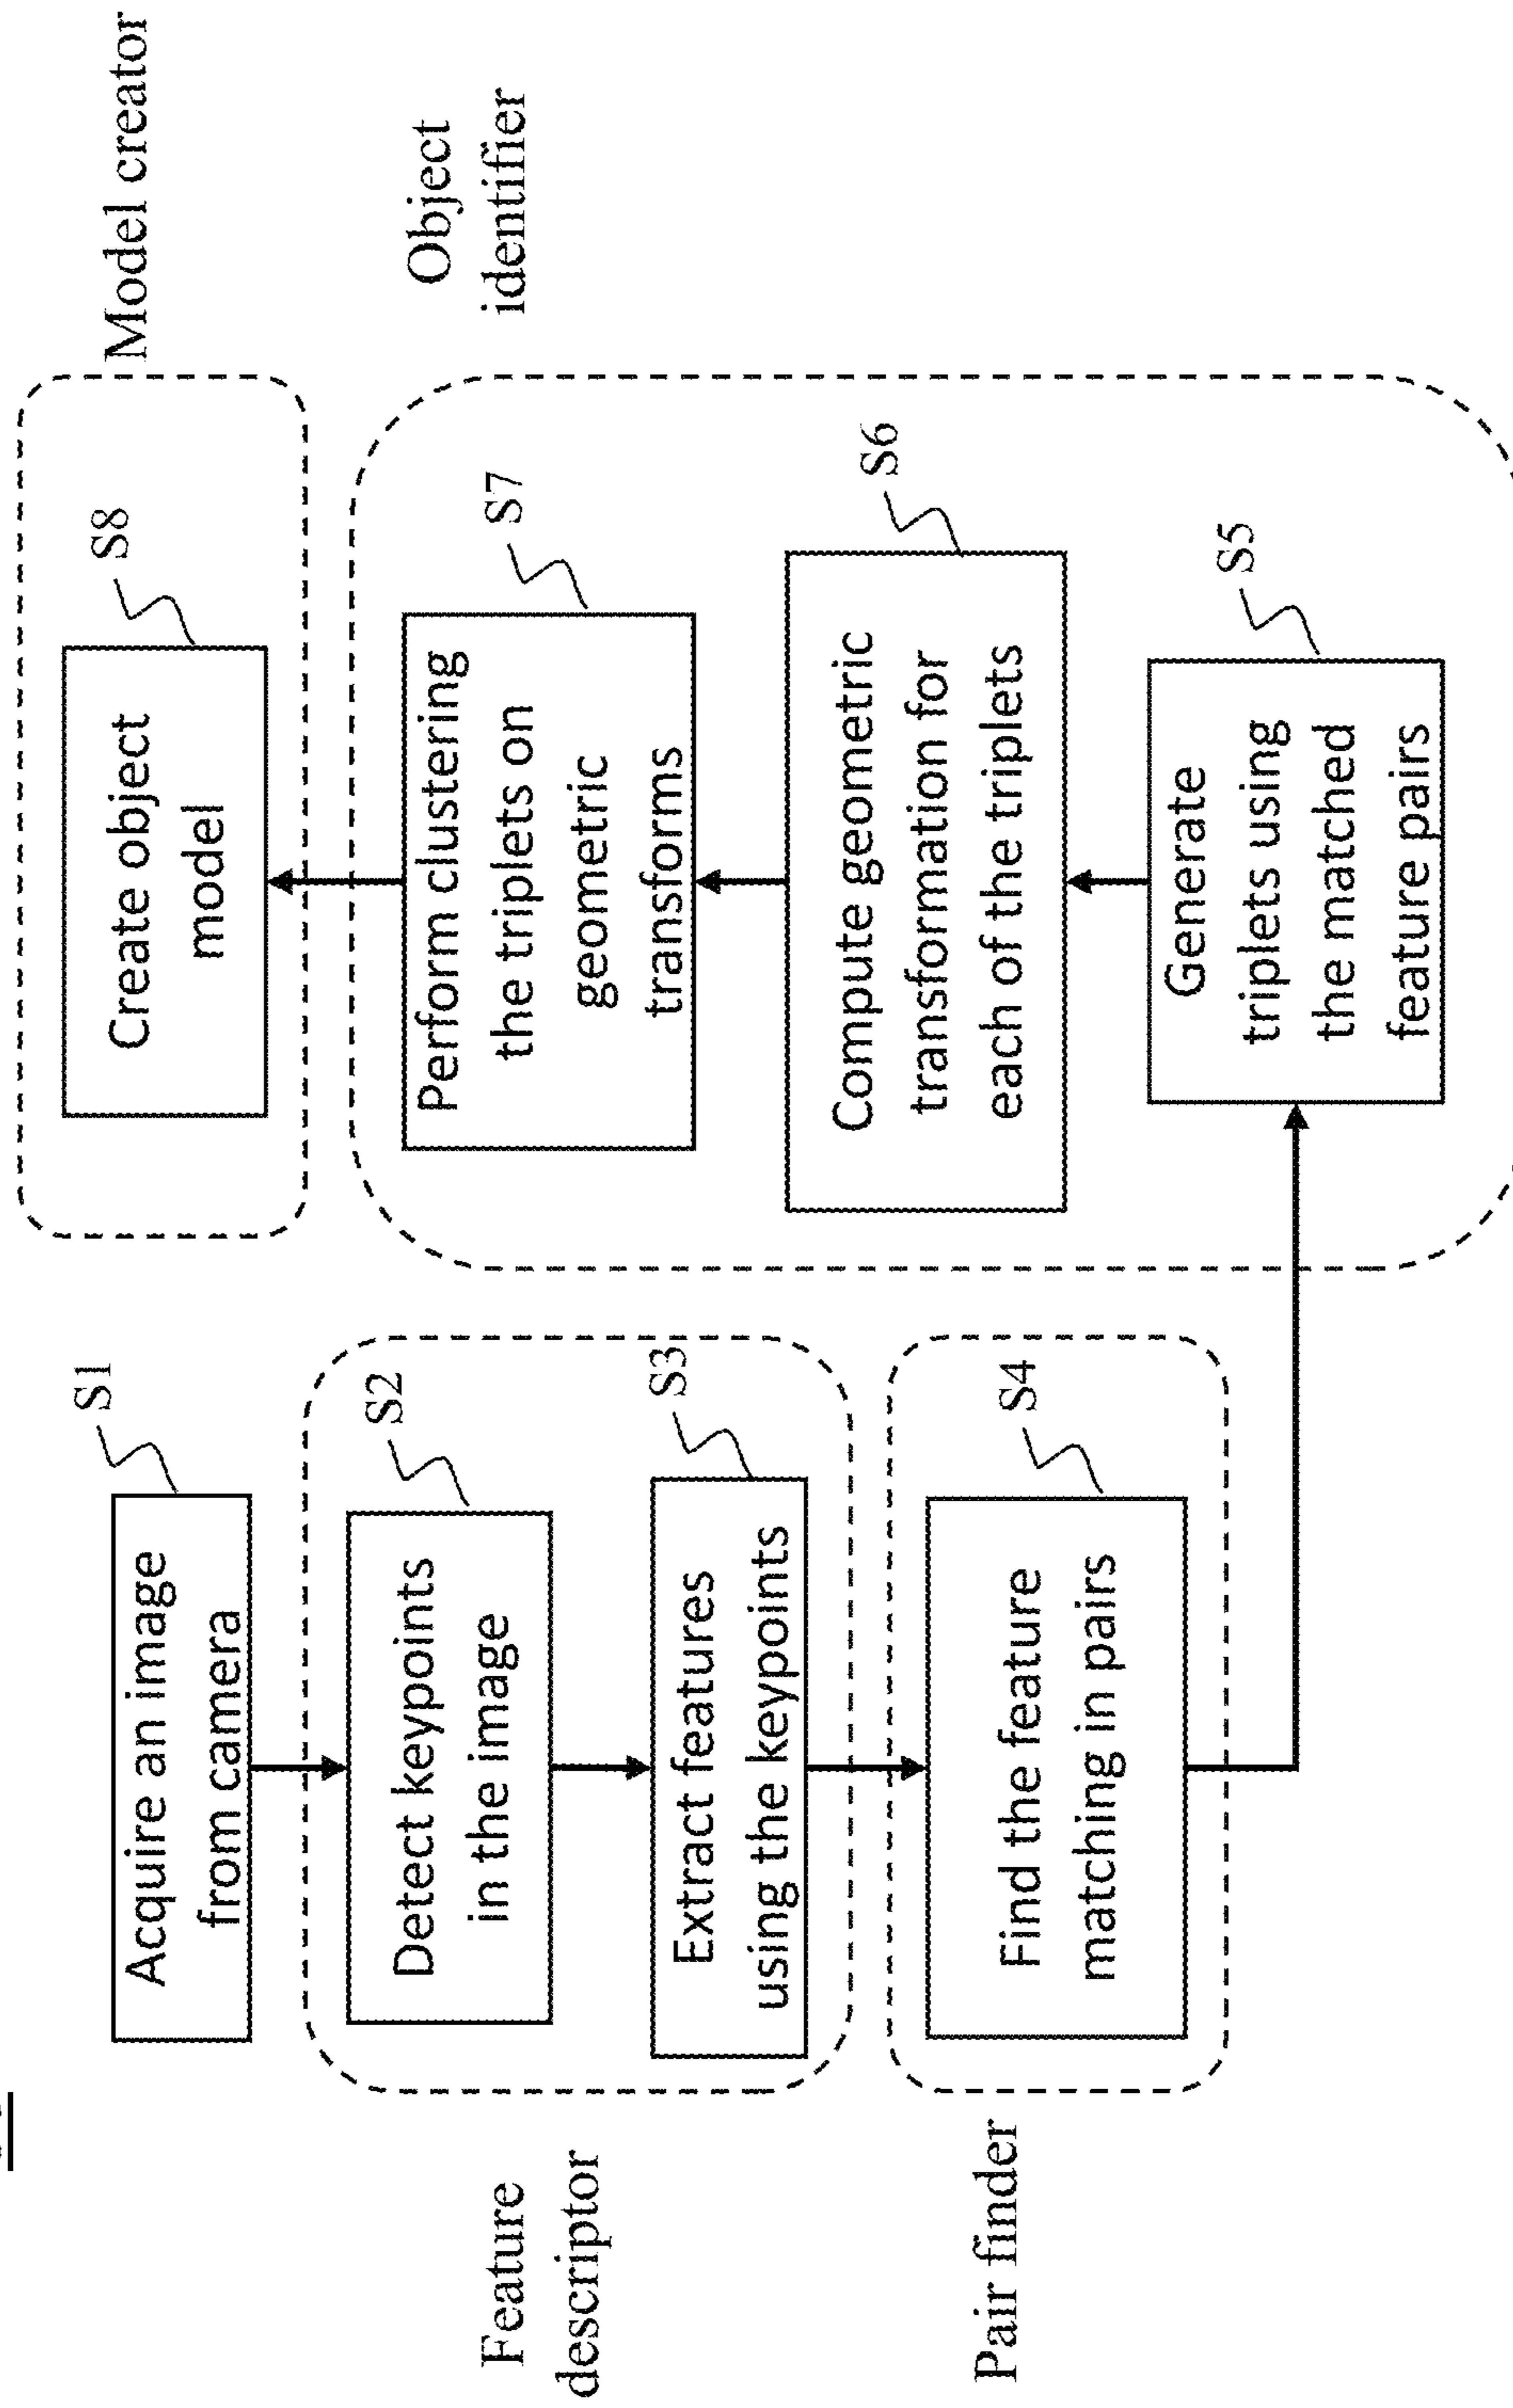 Acquire an image
from camera
S1
Feature
descriptor
Detect keypoints
in the image
S2
Extract features
using the keypoints
S3
Pair finder
Find the feature
matching in pairs
S4
Generate
triplets using
the matched
feature pairs
S5
Compute geometric
transformation for
each of the triplets
S6
Perform clustering
the triplets on
geometric
transforms
S7
Object
identifier
Create object
model
S8
Model creator